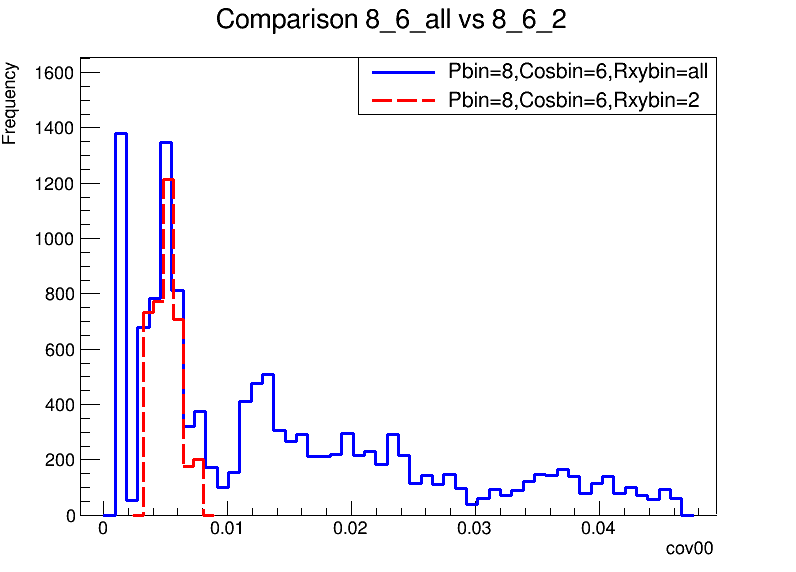 Comparison 8_6_all vs 8_6_2
Frequency
Pbin=8,Cosbin=6,Rxybin=all
Pbin=8,Cosbin=6,Rxybin=2
1600
1400
1200
1000
800
600
400
200
0
0 0.01 0.02 0.03 0.04
cov00